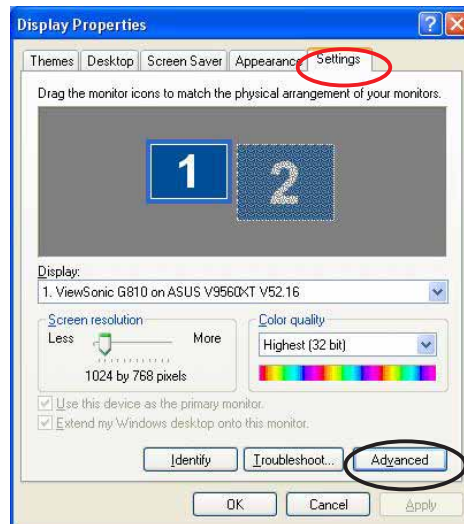 Display Properties
Themes Desktop Screen Saver Appearance Settings
Drag the monitor icons to match the physical arrangement of your monitors.
1 2
Display:
1. ViewSonic G810 on ASUS V9560XT V52.16
Screen resolution
Less More
1024 by 768 pixels
Color quality
Highest (32 bit)
Use this device as the primary monitor.
Extend my Windows desktop onto this monitor.
Identify Troubleshoot... Advanced
OK Cancel Apply